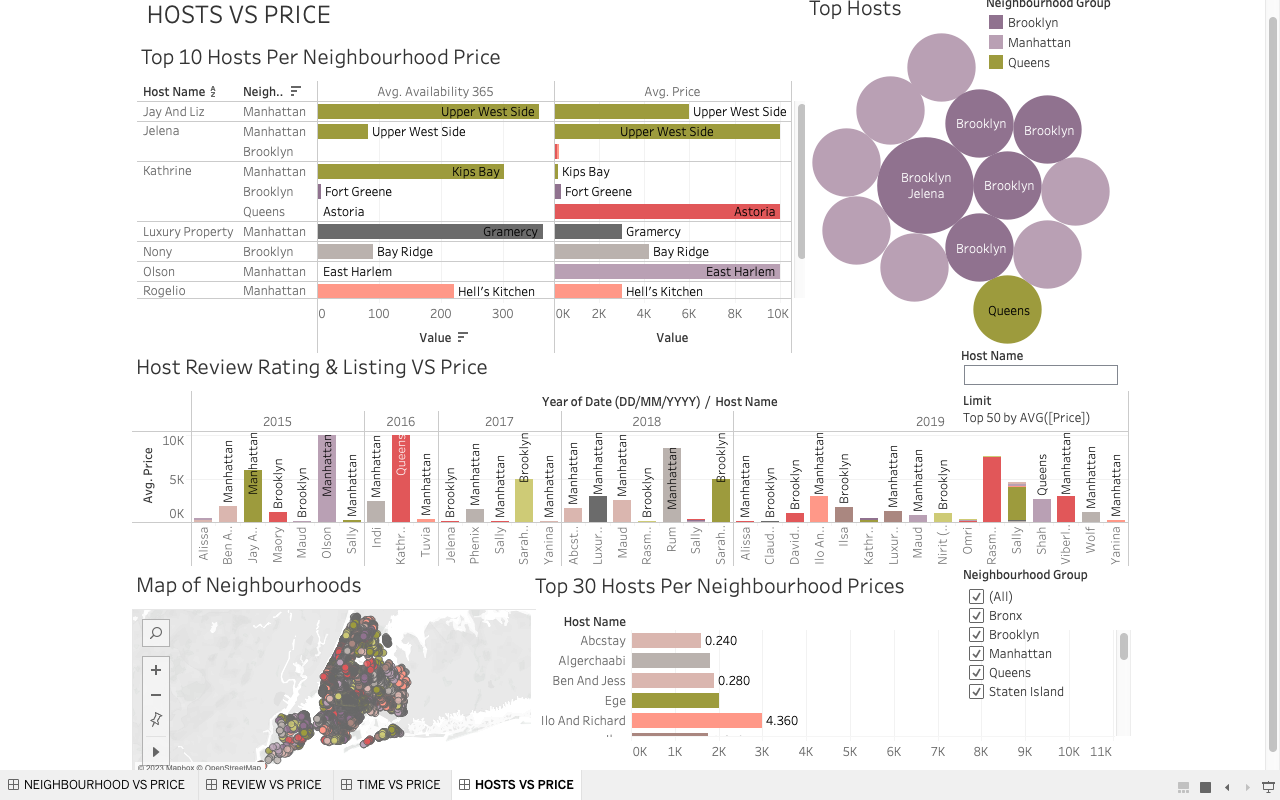 HOSTS VS PRICE
Top Hosts
Neighbourhood Group
Brooklyn
Manhattan
Queens
Top 10 Hosts Per Neighbourhood Price
Host Name Neigh.. Avg. Availability 365 Avg. Price
Jay And Liz Manhattan Upper West Side Upper West Side
Jelena Manhattan Upper West Side Upper West Side
Brooklyn
Kathrine Manhattan Kips Bay Kips Bay
Brooklyn Fort Greene Fort Greene
Queens Astoria Astoria
Luxury Property Manhattan Gramercy Gramercy
Nony Brooklyn Bay Ridge Bay Ridge
Olson Manhattan East Harlem East Harlem
Rogelio Manhattan Hell's Kitchen Hell's Kitchen
0 100 200 300 0K 2K 4K 6K 8K 10K
Value Value
Brooklyn
Brooklyn
Brooklyn
Jelena
Brooklyn
Brooklyn
Queens
Host Name
Limit
Top 50 by AVG([Price])
Host Review Rating & Listing VS Price
Year of Date (DD/MM/YYYY) / Host Name
2015 2016 2017 2018 2019
Avg. Price
10K
5K
0K
Manhattan Manhattan Brooklyn Brooklyn Manhattan Manhattan Manhattan Queens Manhattan Brooklyn Manhattan Manhattan Brooklyn Manhattan Manhattan Manhattan Manhattan Brooklyn Manhattan Brooklyn Manhattan Brooklyn Brooklyn Manhattan Brooklyn Manhattan Manhattan Brooklyn Queens Manhattan Manhattan Manhattan
Alissa Ben A.. Jay A.. Maory Maud Olson Sally Indi Kathr.. Tuvia Jelena Phenix Sally Sarah.. Yanina Abcst.. Luxur.. Maud Rasm.. Rum Sally Sarah.. Alissa Claud.. David.. Ilo An.. Ilsa Kathr.. Luxur.. Maud Nirit (.. Omri Rasm.. Sally Shah Viberl.. Wolf Yanina
Map of Neighbourhoods
© 2023 Mapbox © OpenStreetMap
Top 30 Hosts Per Neighbourhood Prices
Host Name
Abcstay 0.240
Algerchaabi
Ben And Jess 0.280
Ege
Ilo And Richard 4.360
0K 1K 2K 3K 4K 5K 6K 7K 8K 9K 10K 11K
Neighbourhood Group
(All)
Bronx
Brooklyn
Manhattan
Queens
Staten Island
NEIGHBOURHOOD VS PRICE REVIEW VS PRICE TIME VS PRICE HOSTS VS PRICE